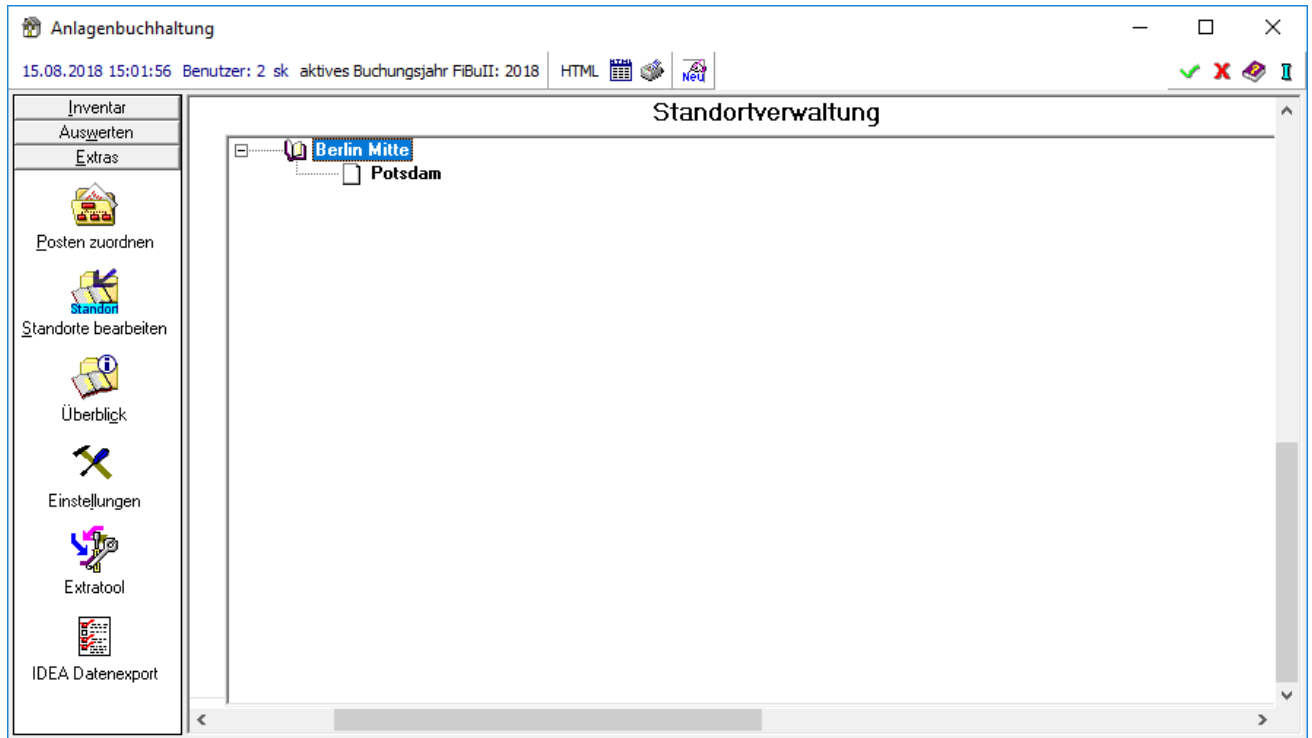 Anlagenbuchhaltung
15.08.2018 15:01:56 Benutzer: 2 sk aktives Buchungsjahr FiBuII: 2018 HTML Neu
Inventar
Auswerten
Extras
Posten zuordnen
Standort
Standorte bearbeiten
Überblick
Einstellungen
Extratool
IDEA Datenexport
Standortverwaltung
Berlin Mitte
Potsdam